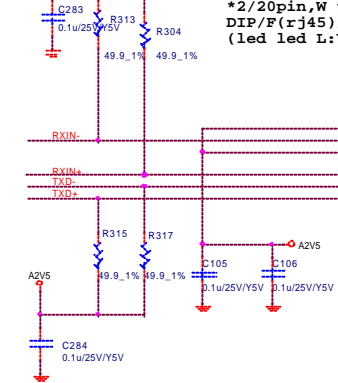 *2/20pin,W
DIP/F(rj45)
(led led L:
C283
R313
0.1u/25V/Y5V
R304
49.9_1%
49.9_1%
RXIN-
RXIN+
TXD-
TXD+
R315
R317
A2V5
C105
C106
A2V5
49.9_1%
49.9_1%
0.1u/25V/Y5V
0.1u/25V/Y5V
C284
0.1u/25V/Y5V